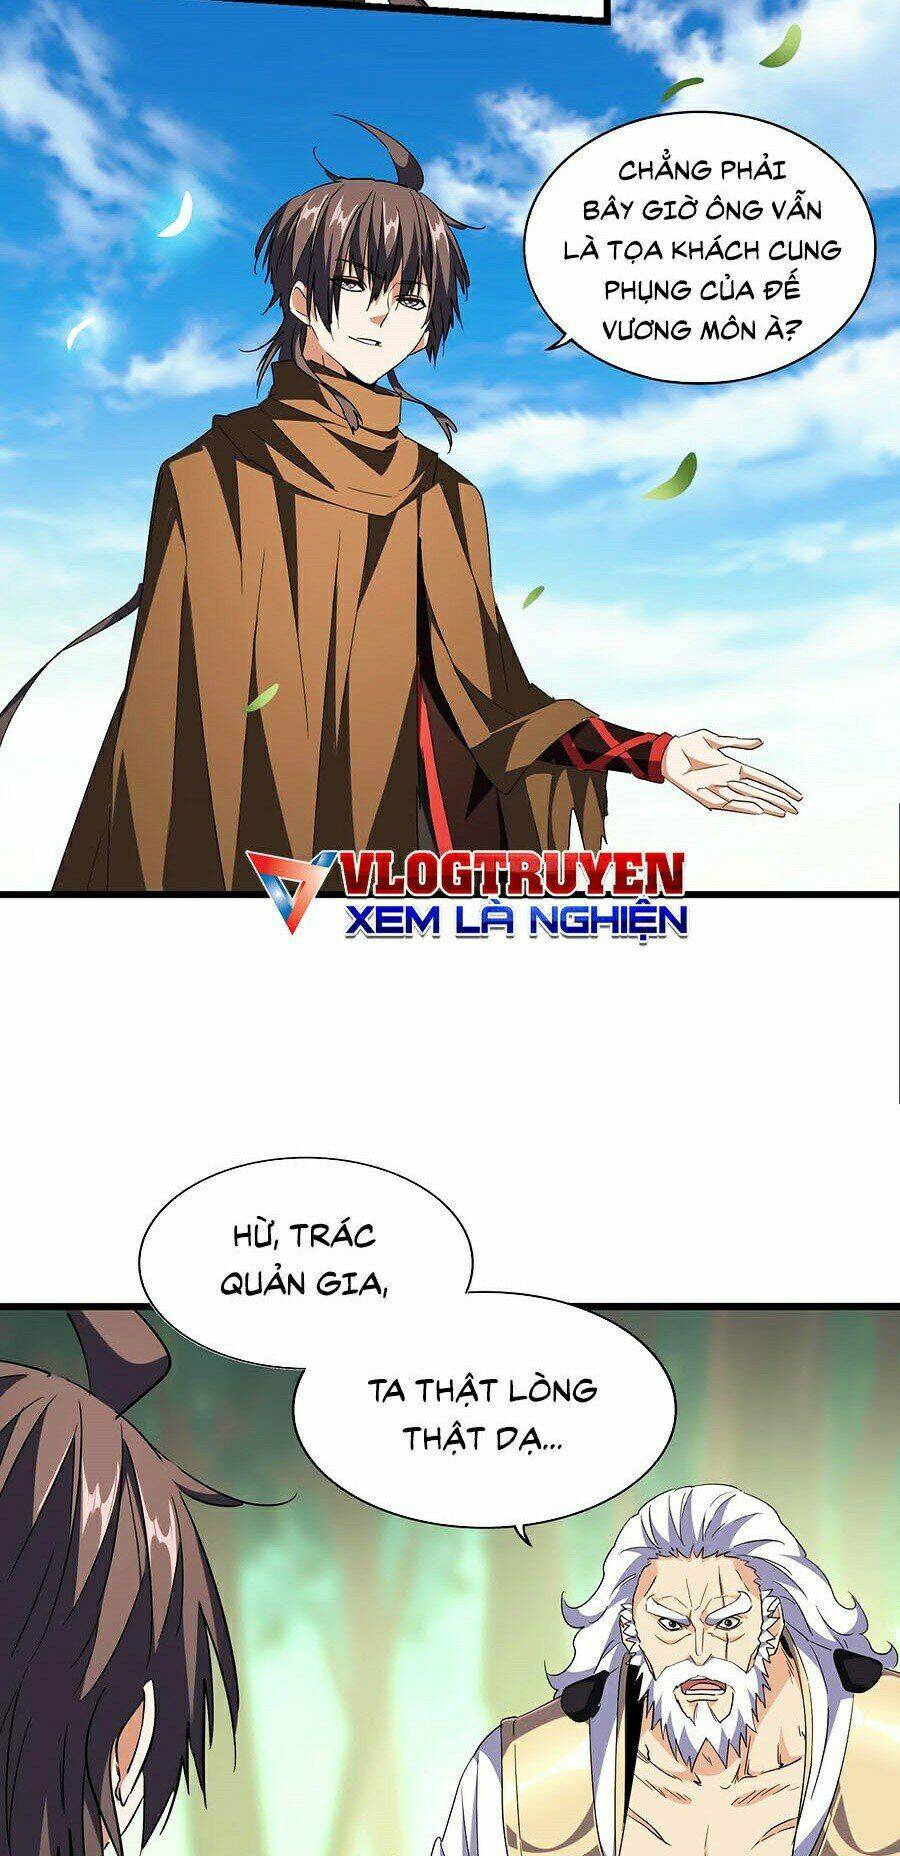 CHẲNG PHẢI
BÂY GIỜ ÔNG VẪN
LÀ TỌA KHÁCH CUNG
PHỤNG CỦA ĐẾ
VƯƠNG MÔN À?
VLOGTRUYEN
XEM LÀ NGHIỆN
HỪ, TRÁC
QUẢN GIA,
TA THẬT LÒNG
THẬT DẠ...